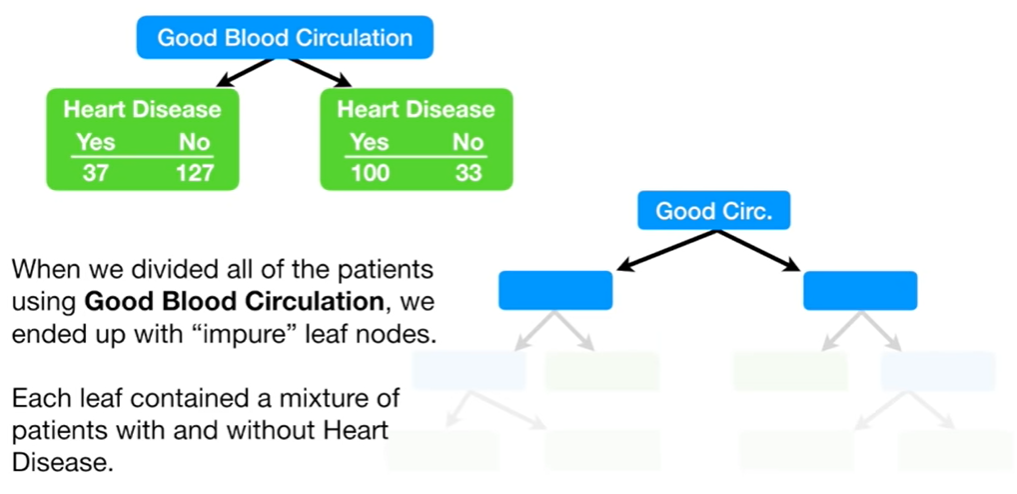 Good Blood Circulation
Heart Disease
Yes No
37 127
Heart Disease
Yes No
100 33
Good Circ.
When we divided all of the patients
using Good Blood Circulation, we
ended up with “impure” leaf nodes.
Each leaf contained a mixture of
patients with and without Heart
Disease.